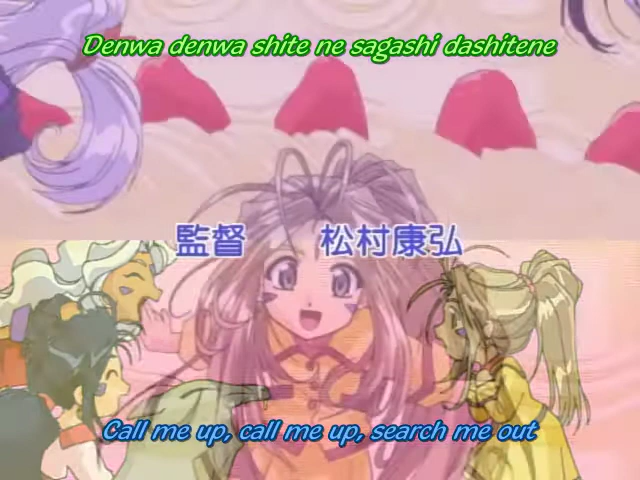 Denwa denwa shite ne sagashi dashitene
監督 松村康弘
Call me up, call me up, search me out